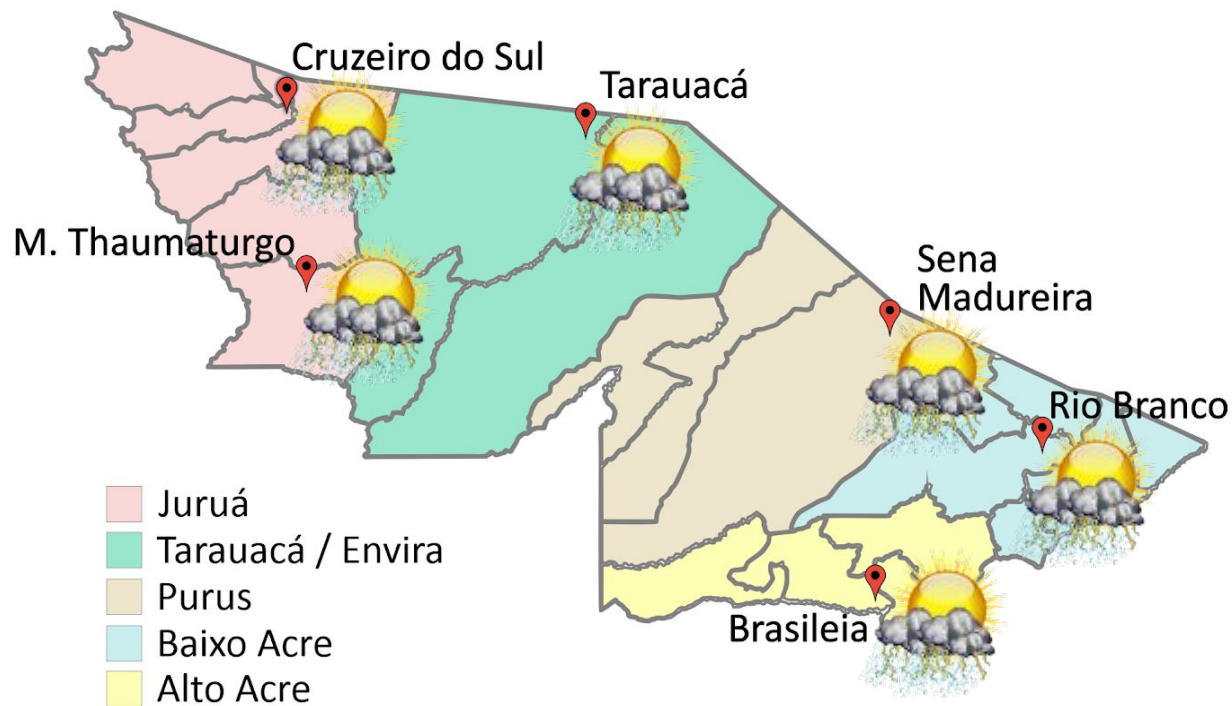 Cruzeiro do Sul
Tarauacá
M. Thaumaturgo
Sena
Madureira
Rio Branco
Brasileia
Juruá
Tarauacá / Envira
Purus
Baixo Acre
Alto Acre